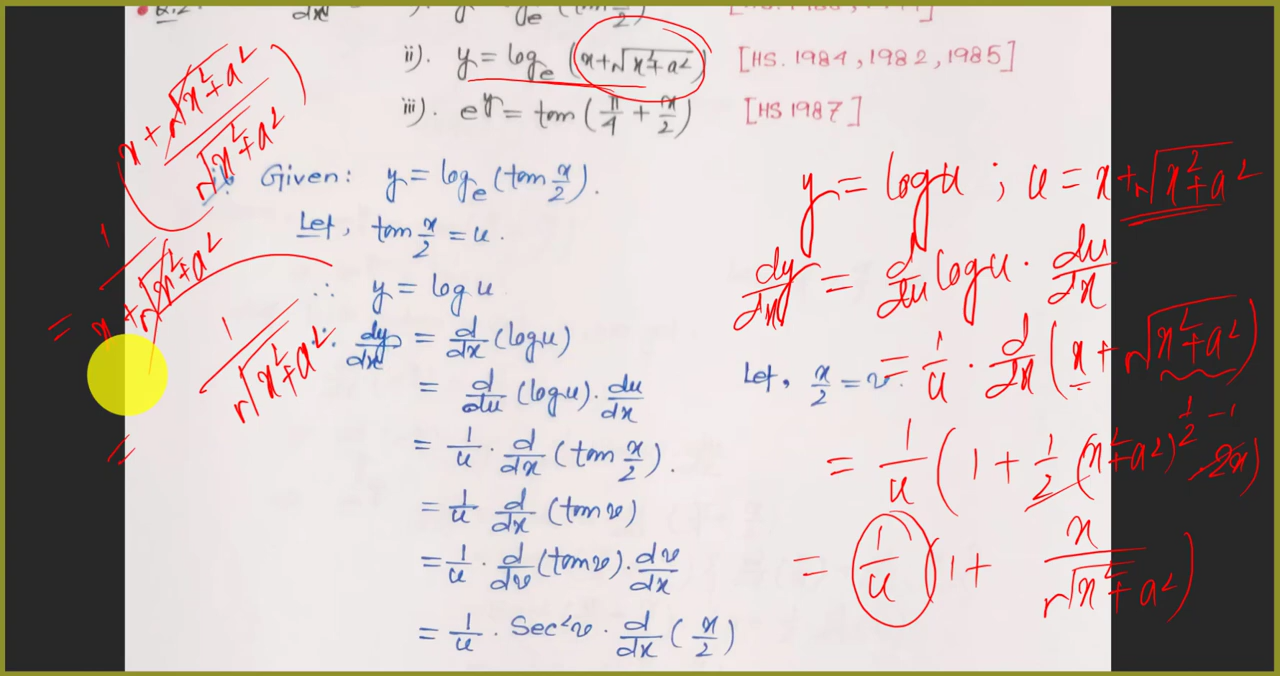 ii). y = log_e (x+√x²+a²) [HS. 1984, 1982, 1985]
iii). e^y = tan (π/4 + x/2) [HS 1987]
Given: y = log_e (tan x/2).
Let, tan x/2 = u.
∴ y = log u
∴ dy/dx = d/dx (log u)
= d/du (log u) · du/dx
= 1/u · d/dx (tan x/2).
= 1/u d/dx (tan v)
= 1/u · d/dv (tan v) · dv/dx
= 1/u · Sec²v · d/dx (x/2)
Let, x/2 = v.
y = log u ; u = x+√x²+a²
dy/dx = d/du log u · du/dx
= 1/u · d/dx (x + √x²+a²)
= 1/u (1 + 1/2 (x²+a²)^1/2 -1 · 2x)
= 1/u (1 + x/√x²+a²)
x+√x²+a² / √x²+a²
= 1/x+√x²+a²
1/√x²+a²
=